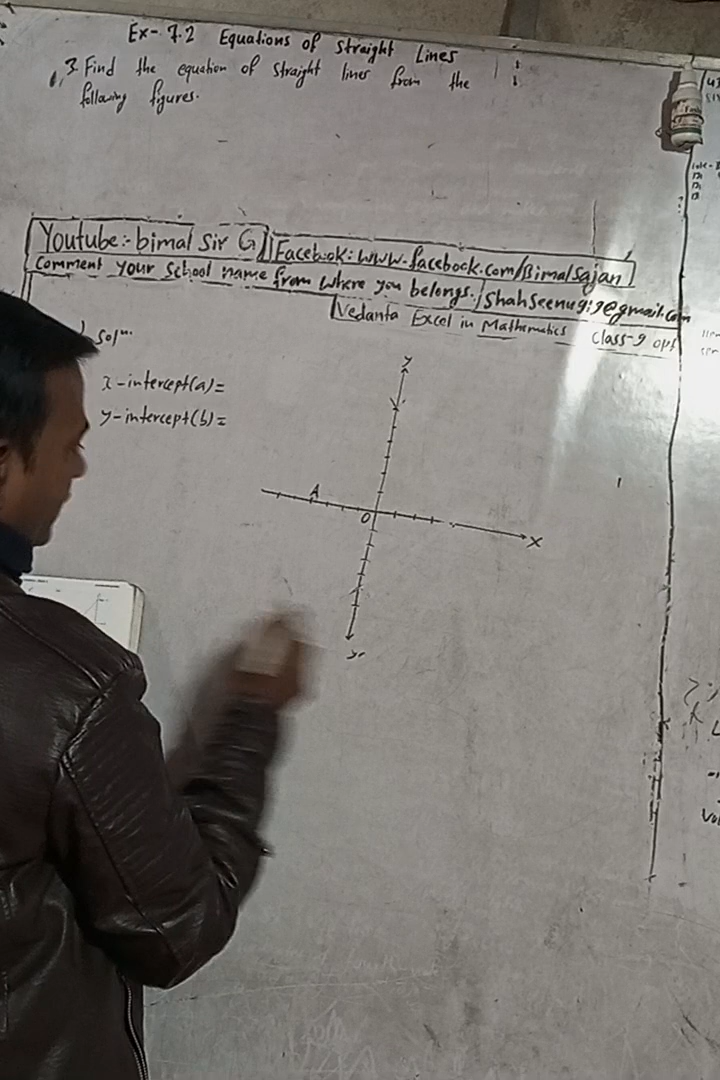 Ex- 7.2 Equations of Straight Lines
3. Find the equation of straight lines from the
following figures.
Youtube:- bimal sir G
Facebook: www.facebook.com/Bimalsajan
Comment your School name from where you belongs.
shahseenugig@gmail.com
Vedanta Excel in Mathematics Class-9 opt
Solⁿ.
x-intercept(a)=
y-intercept(b)=
y
A
O
X
y'